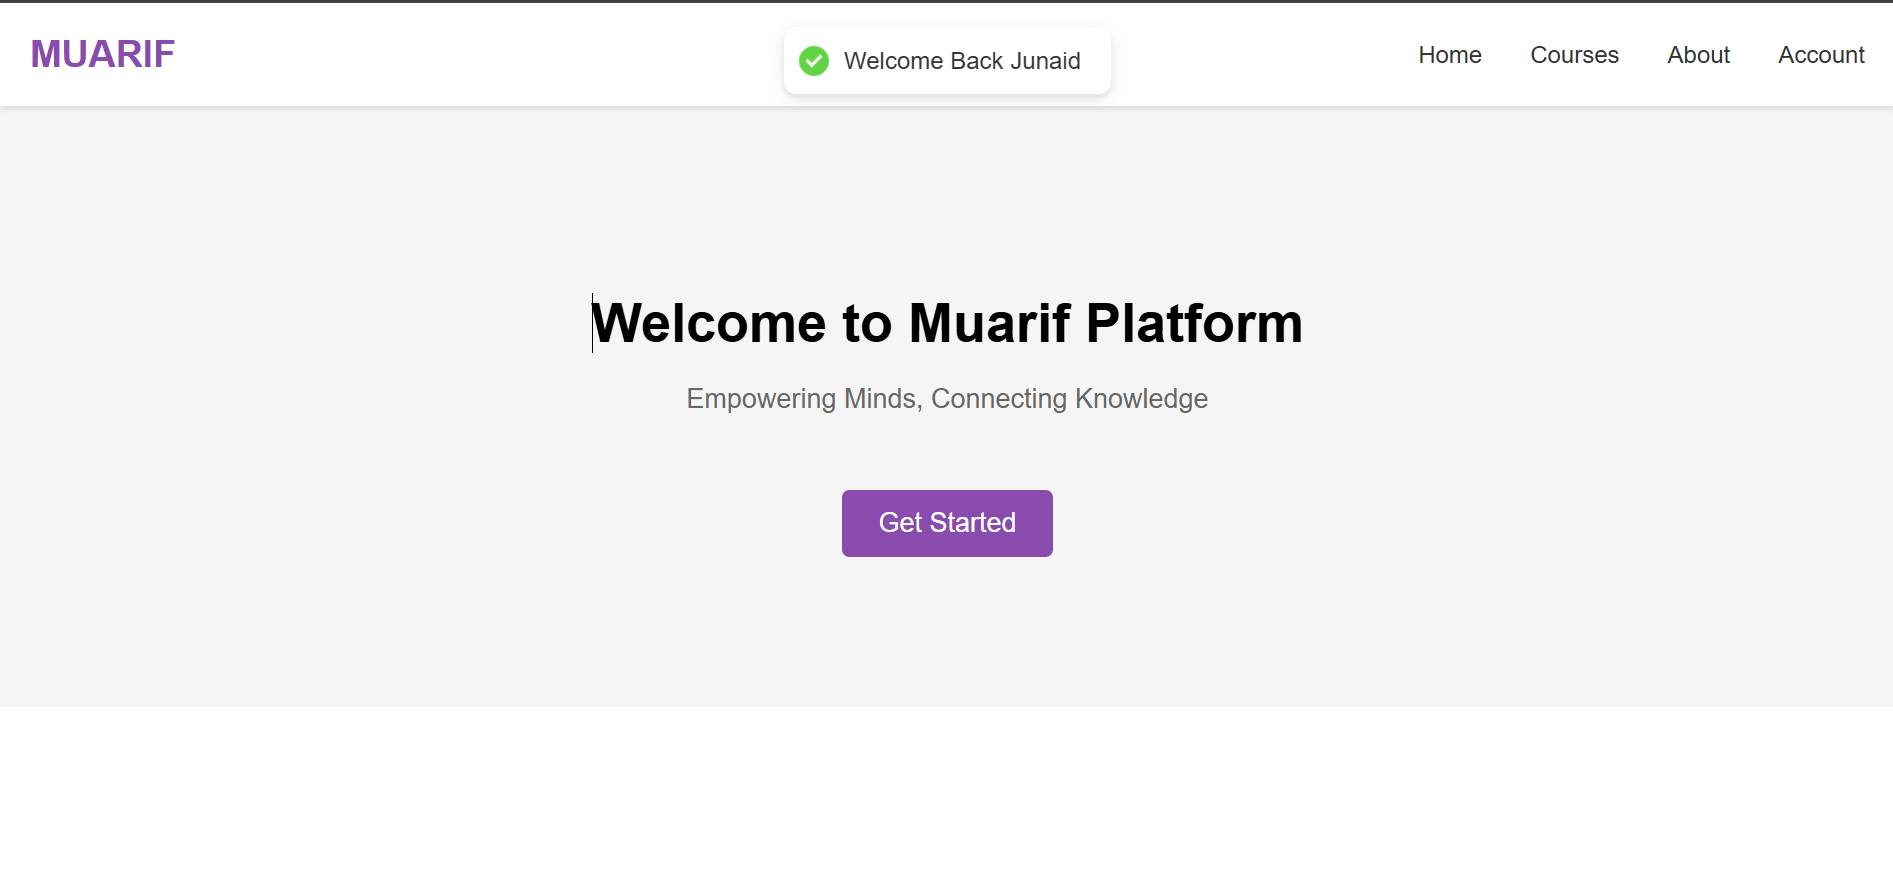 MUARIF
Welcome Back Junaid
Home Courses About Account
Welcome to Muarif Platform
Empowering Minds, Connecting Knowledge
Get Started